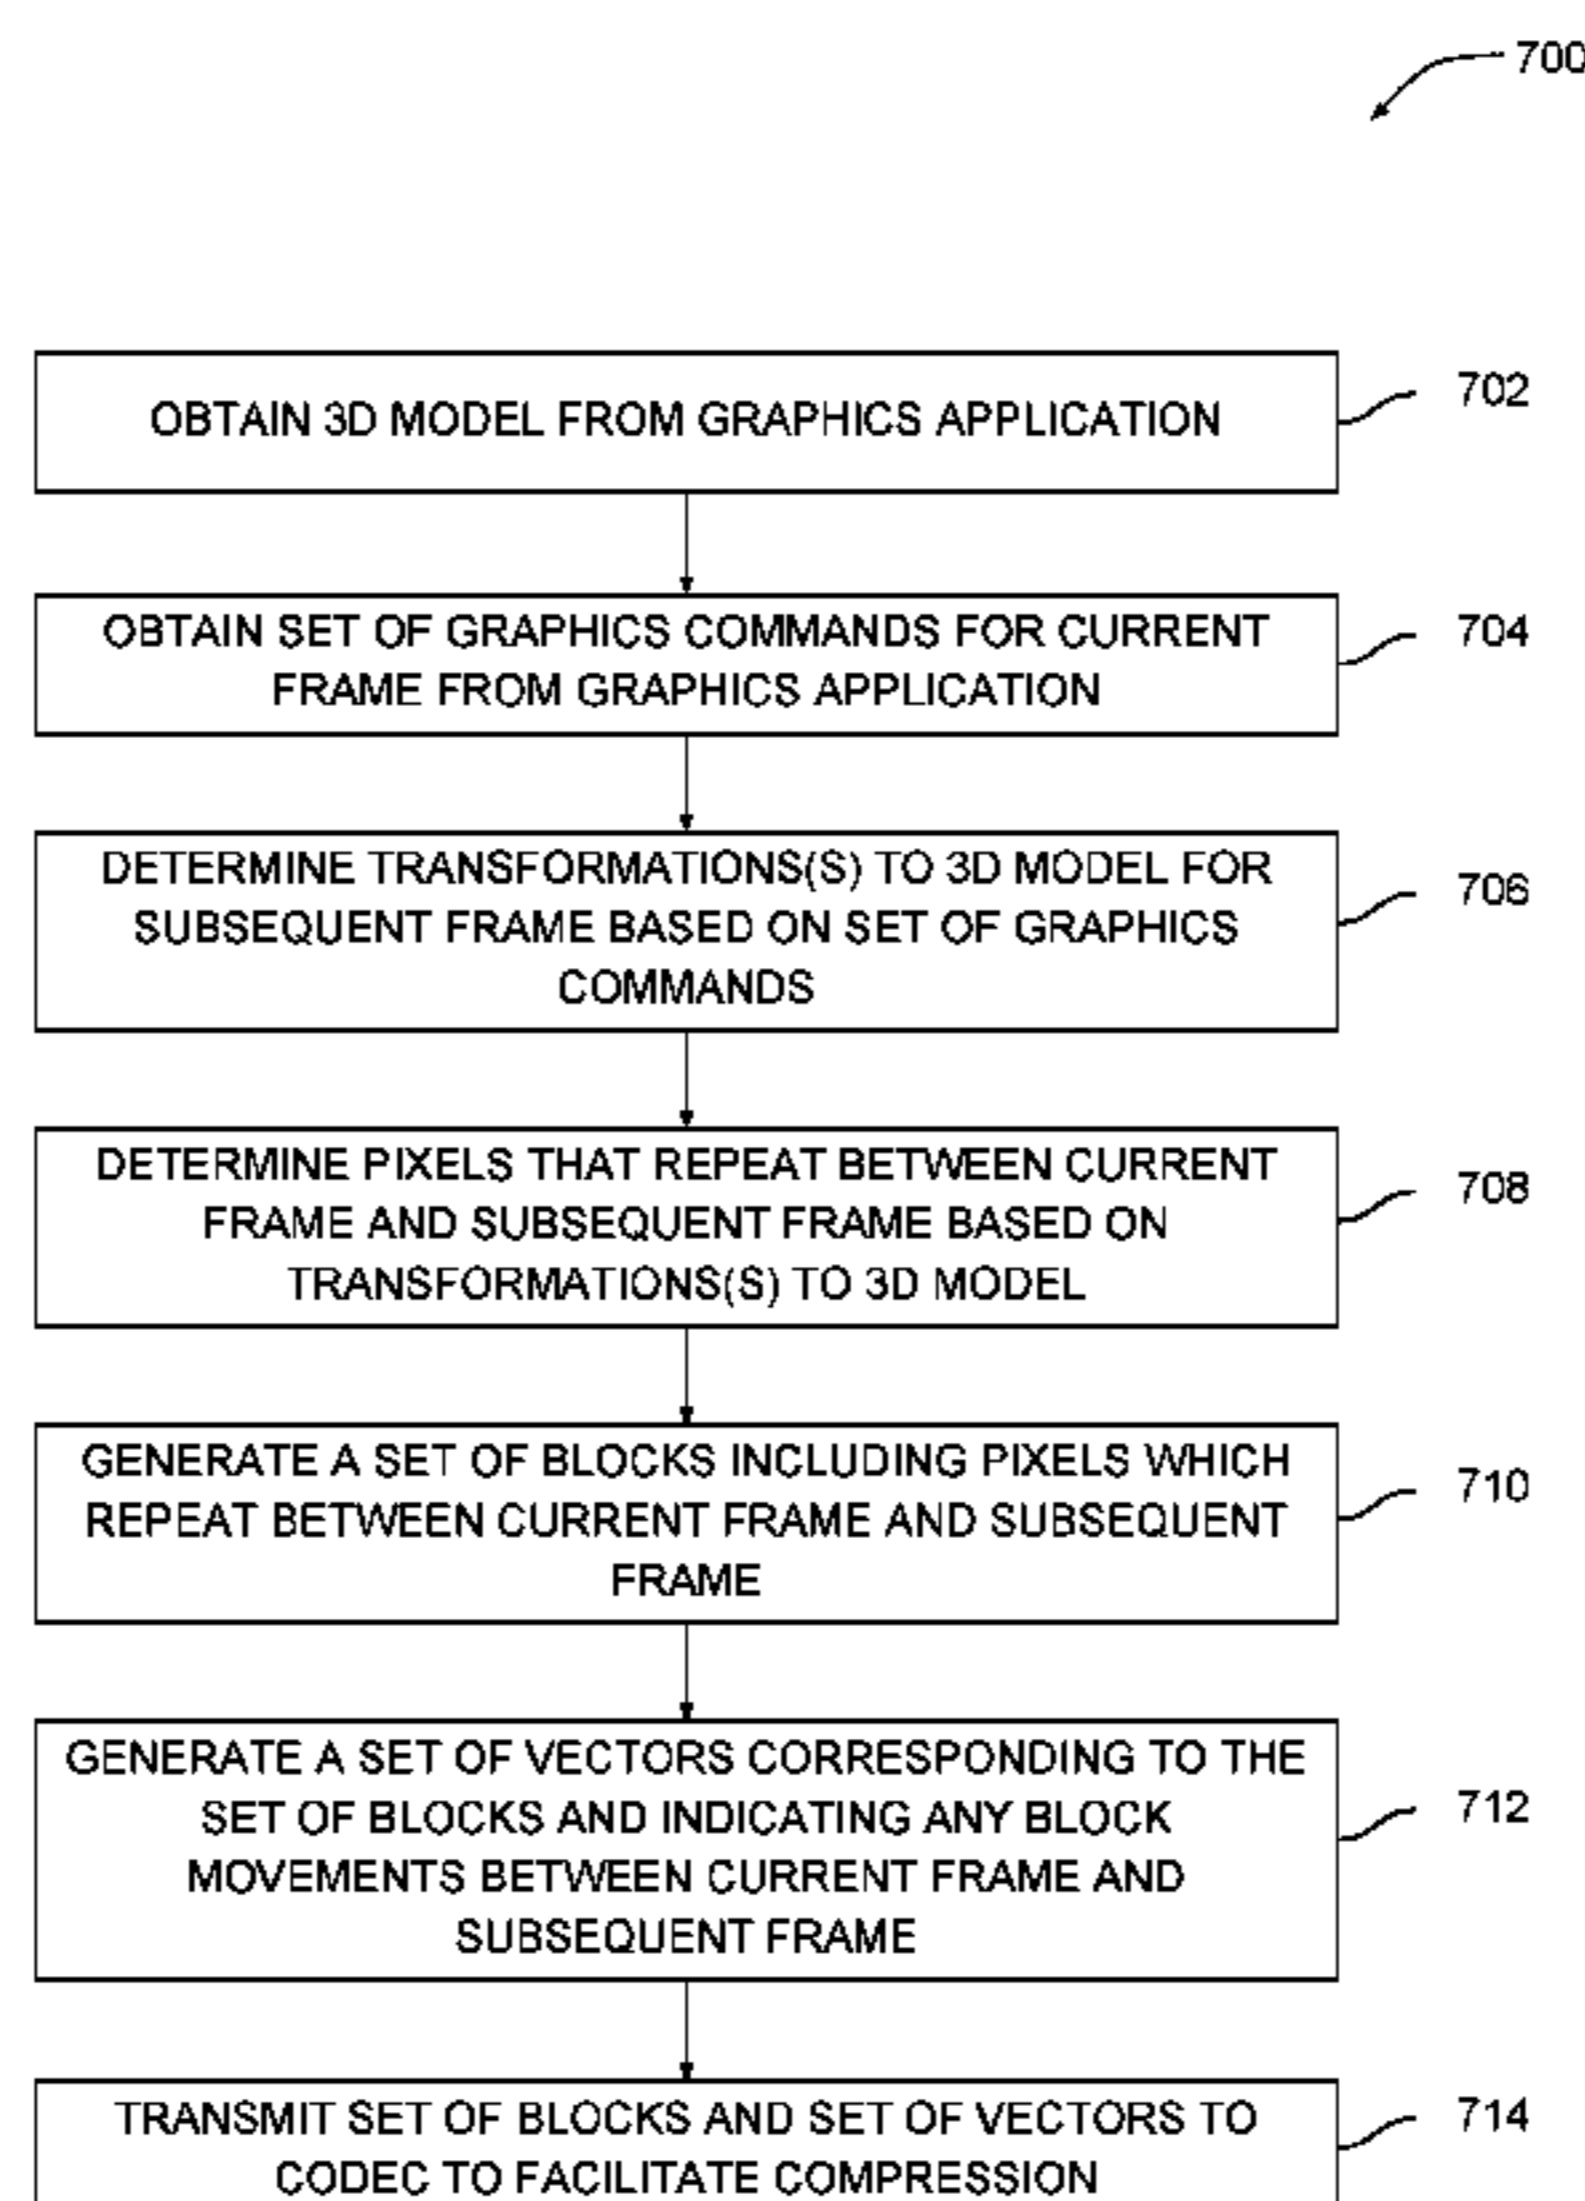 700
OBTAIN 3D MODEL FROM GRAPHICS APPLICATION
702
OBTAIN SET OF GRAPHICS COMMANDS FOR CURRENT
FRAME FROM GRAPHICS APPLICATION
704
DETERMINE TRANSFORMATIONS(S) TO 3D MODEL FOR
SUBSEQUENT FRAME BASED ON SET OF GRAPHICS
COMMANDS
706
DETERMINE PIXELS THAT REPEAT BETWEEN CURRENT
FRAME AND SUBSEQUENT FRAME BASED ON
TRANSFORMATIONS(S) TO 3D MODEL
708
GENERATE A SET OF BLOCKS INCLUDING PIXELS WHICH
REPEAT BETWEEN CURRENT FRAME AND SUBSEQUENT
FRAME
710
GENERATE A SET OF VECTORS CORRESPONDING TO THE
SET OF BLOCKS AND INDICATING ANY BLOCK
MOVEMENTS BETWEEN CURRENT FRAME AND
SUBSEQUENT FRAME
712
TRANSMIT SET OF BLOCKS AND SET OF VECTORS TO
CODEC TO FACILITATE COMPRESSION
714